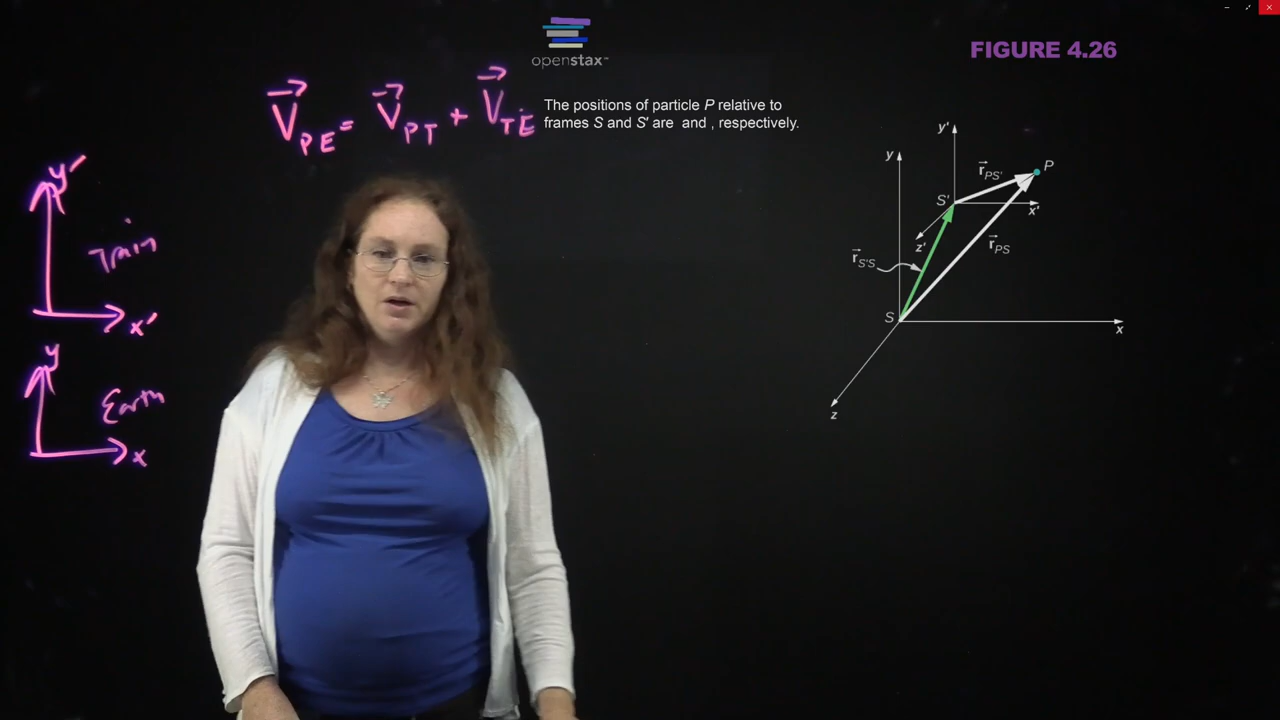 openstax™
FIGURE 4.26
V⃗PE = V⃗PT + V⃗TE
The positions of particle P relative to
frames S and S′ are and , respectively.
y′
y
r⃗PS′
P
S′
x′
z′
r⃗PS
r⃗S′S
S
x
z
y′
Train
x′
y
Earth
x